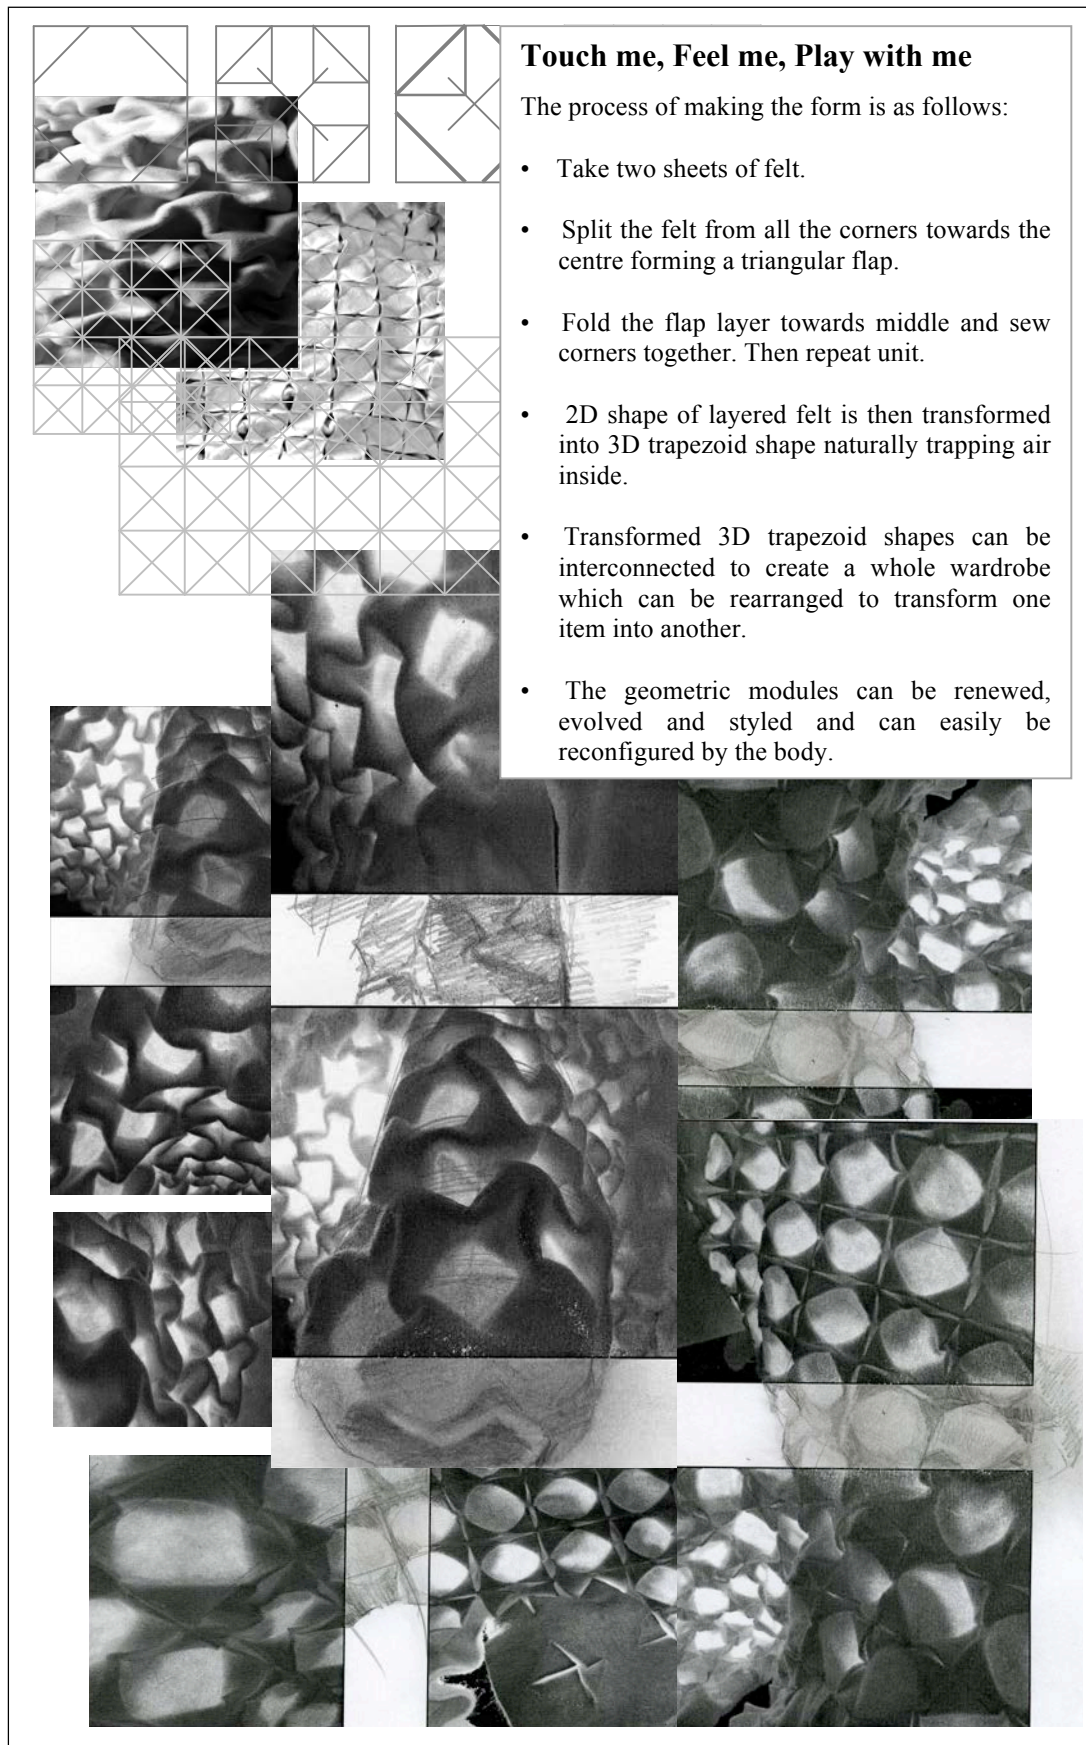 Touch me, Feel me, Play with me
The process of making the form is as follows:
• Take two sheets of felt.
• Split the felt from all the corners towards the
centre forming a triangular flap.
• Fold the flap layer towards middle and sew
corners together. Then repeat unit.
• 2D shape of layered felt is then transformed
into 3D trapezoid shape naturally trapping air
inside.
• Transformed 3D trapezoid shapes can be
interconnected to create a whole wardrobe
which can be rearranged to transform one
item into another.
• The geometric modules can be renewed,
evolved and styled and can easily be
reconfigured by the body.